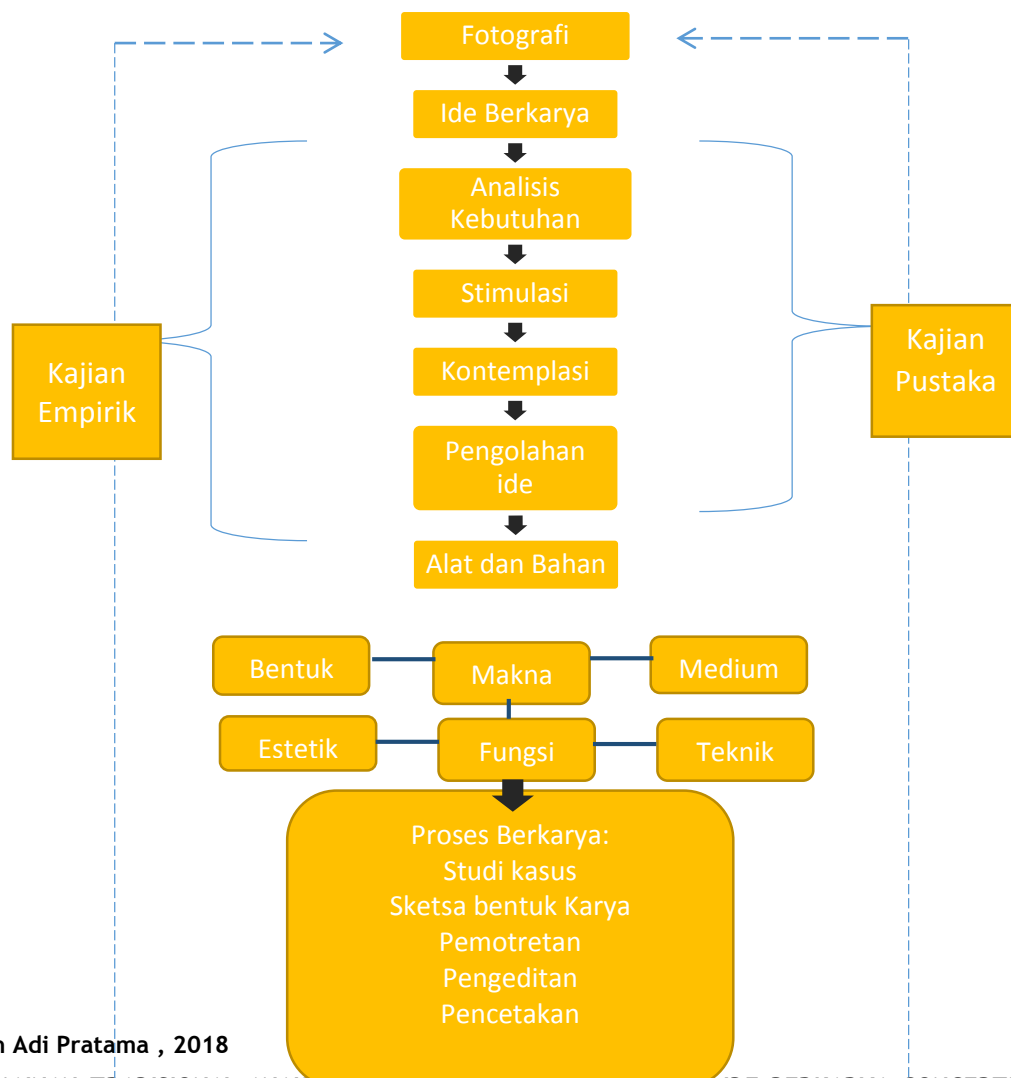 Fotografi
Ide Berkarya
Analisis
Kebutuhan
Stimulasi
Kontemplasi
Pengolahan
ide
Alat dan Bahan
Kajian
Empirik
Kajian
Pustaka
Bentuk
Makna
Medium
Estetik
Fungsi
Teknik
Proses Berkarya:
Studi kasus
Sketsa bentuk Karya
Pemotretan
Pengeditan
Pencetakan
Adi Pratama , 2018